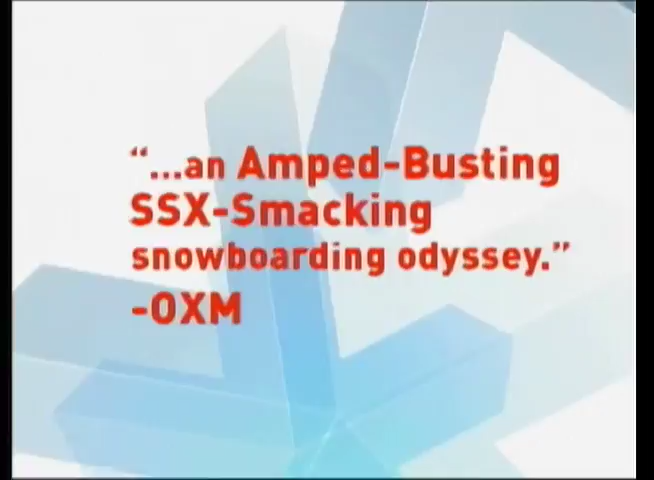 “...an Amped-Busting
SSX-Smacking
snowboarding odyssey.”
-OXM